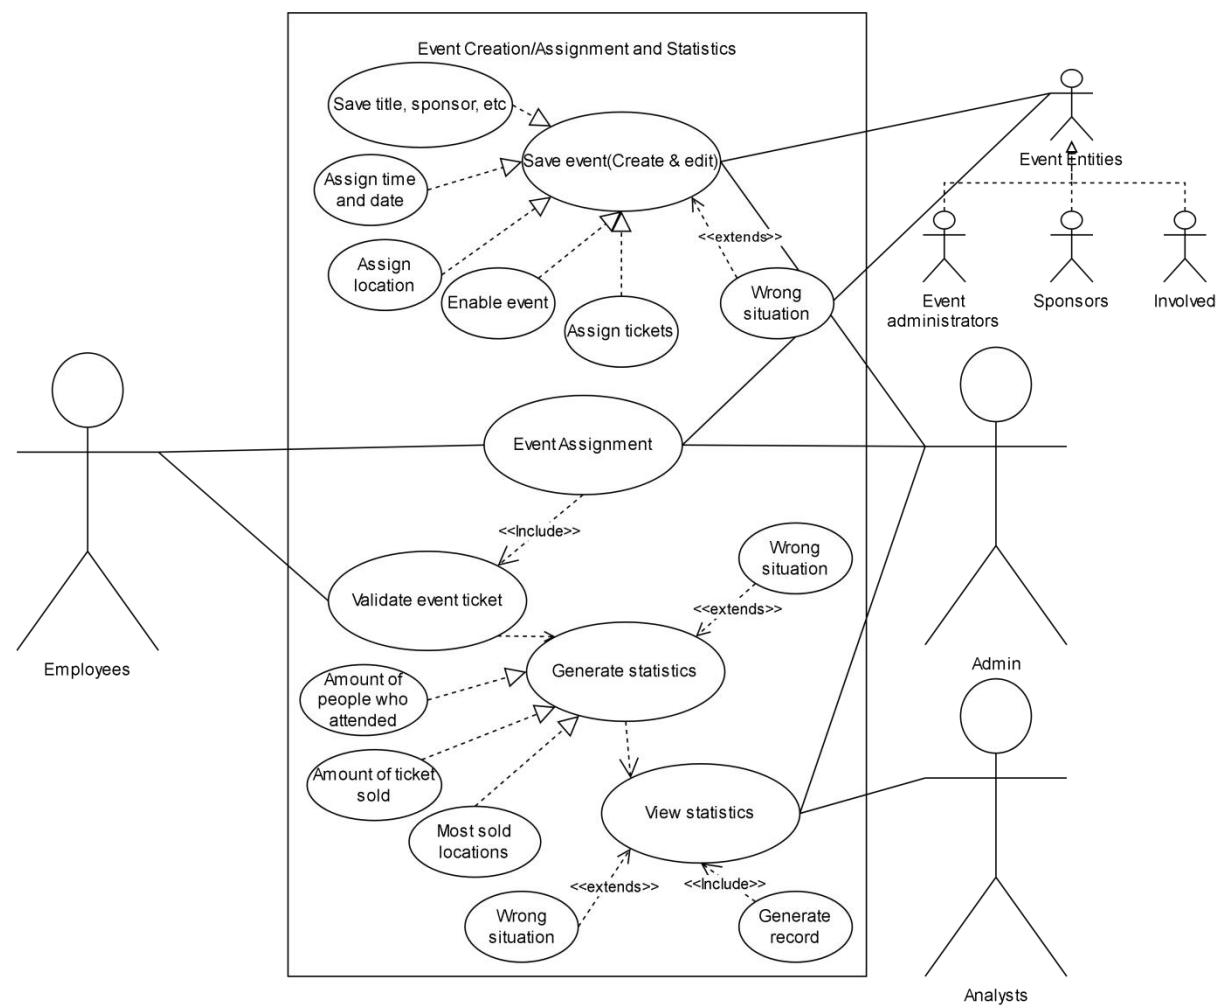 Event Creation/Assignment and Statistics
Save title, sponsor, etc
Save event(Create & edit)
Assign time
and date
Assign
location
Enable event
Assign tickets
<<extends>>
Wrong
situation
Event Entities
Event
administrators
Sponsors
Involved
Event Assignment
<<Include>>
Validate event ticket
Wrong
situation
<<extends>>
Employees
Admin
Generate statistics
Amount of
people who
attended
Amount of ticket
sold
Most sold
locations
View statistics
<<extends>>
<<Include>>
Wrong
situation
Generate
record
Analysts